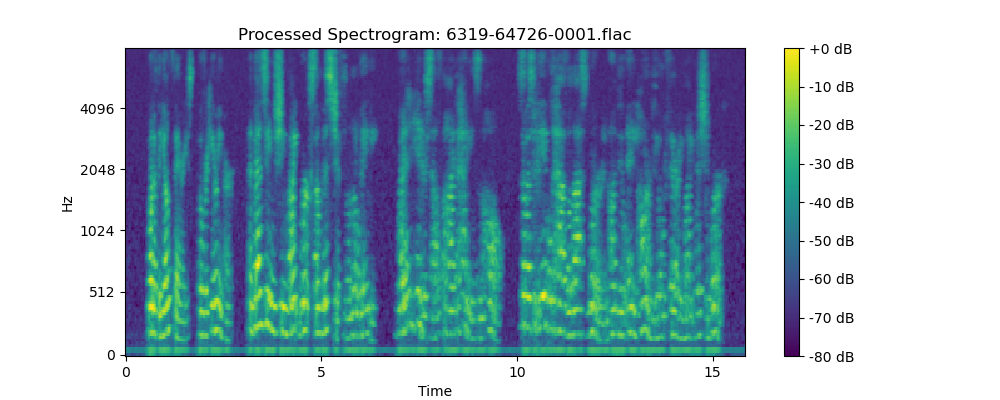 Processed Spectrogram: 6319-64726-0001.flac
Hz
4096
2048
1024
512
0
0
5
10
15
Time
+0 dB
-10 dB
-20 dB
-30 dB
-40 dB
-50 dB
-60 dB
-70 dB
-80 dB